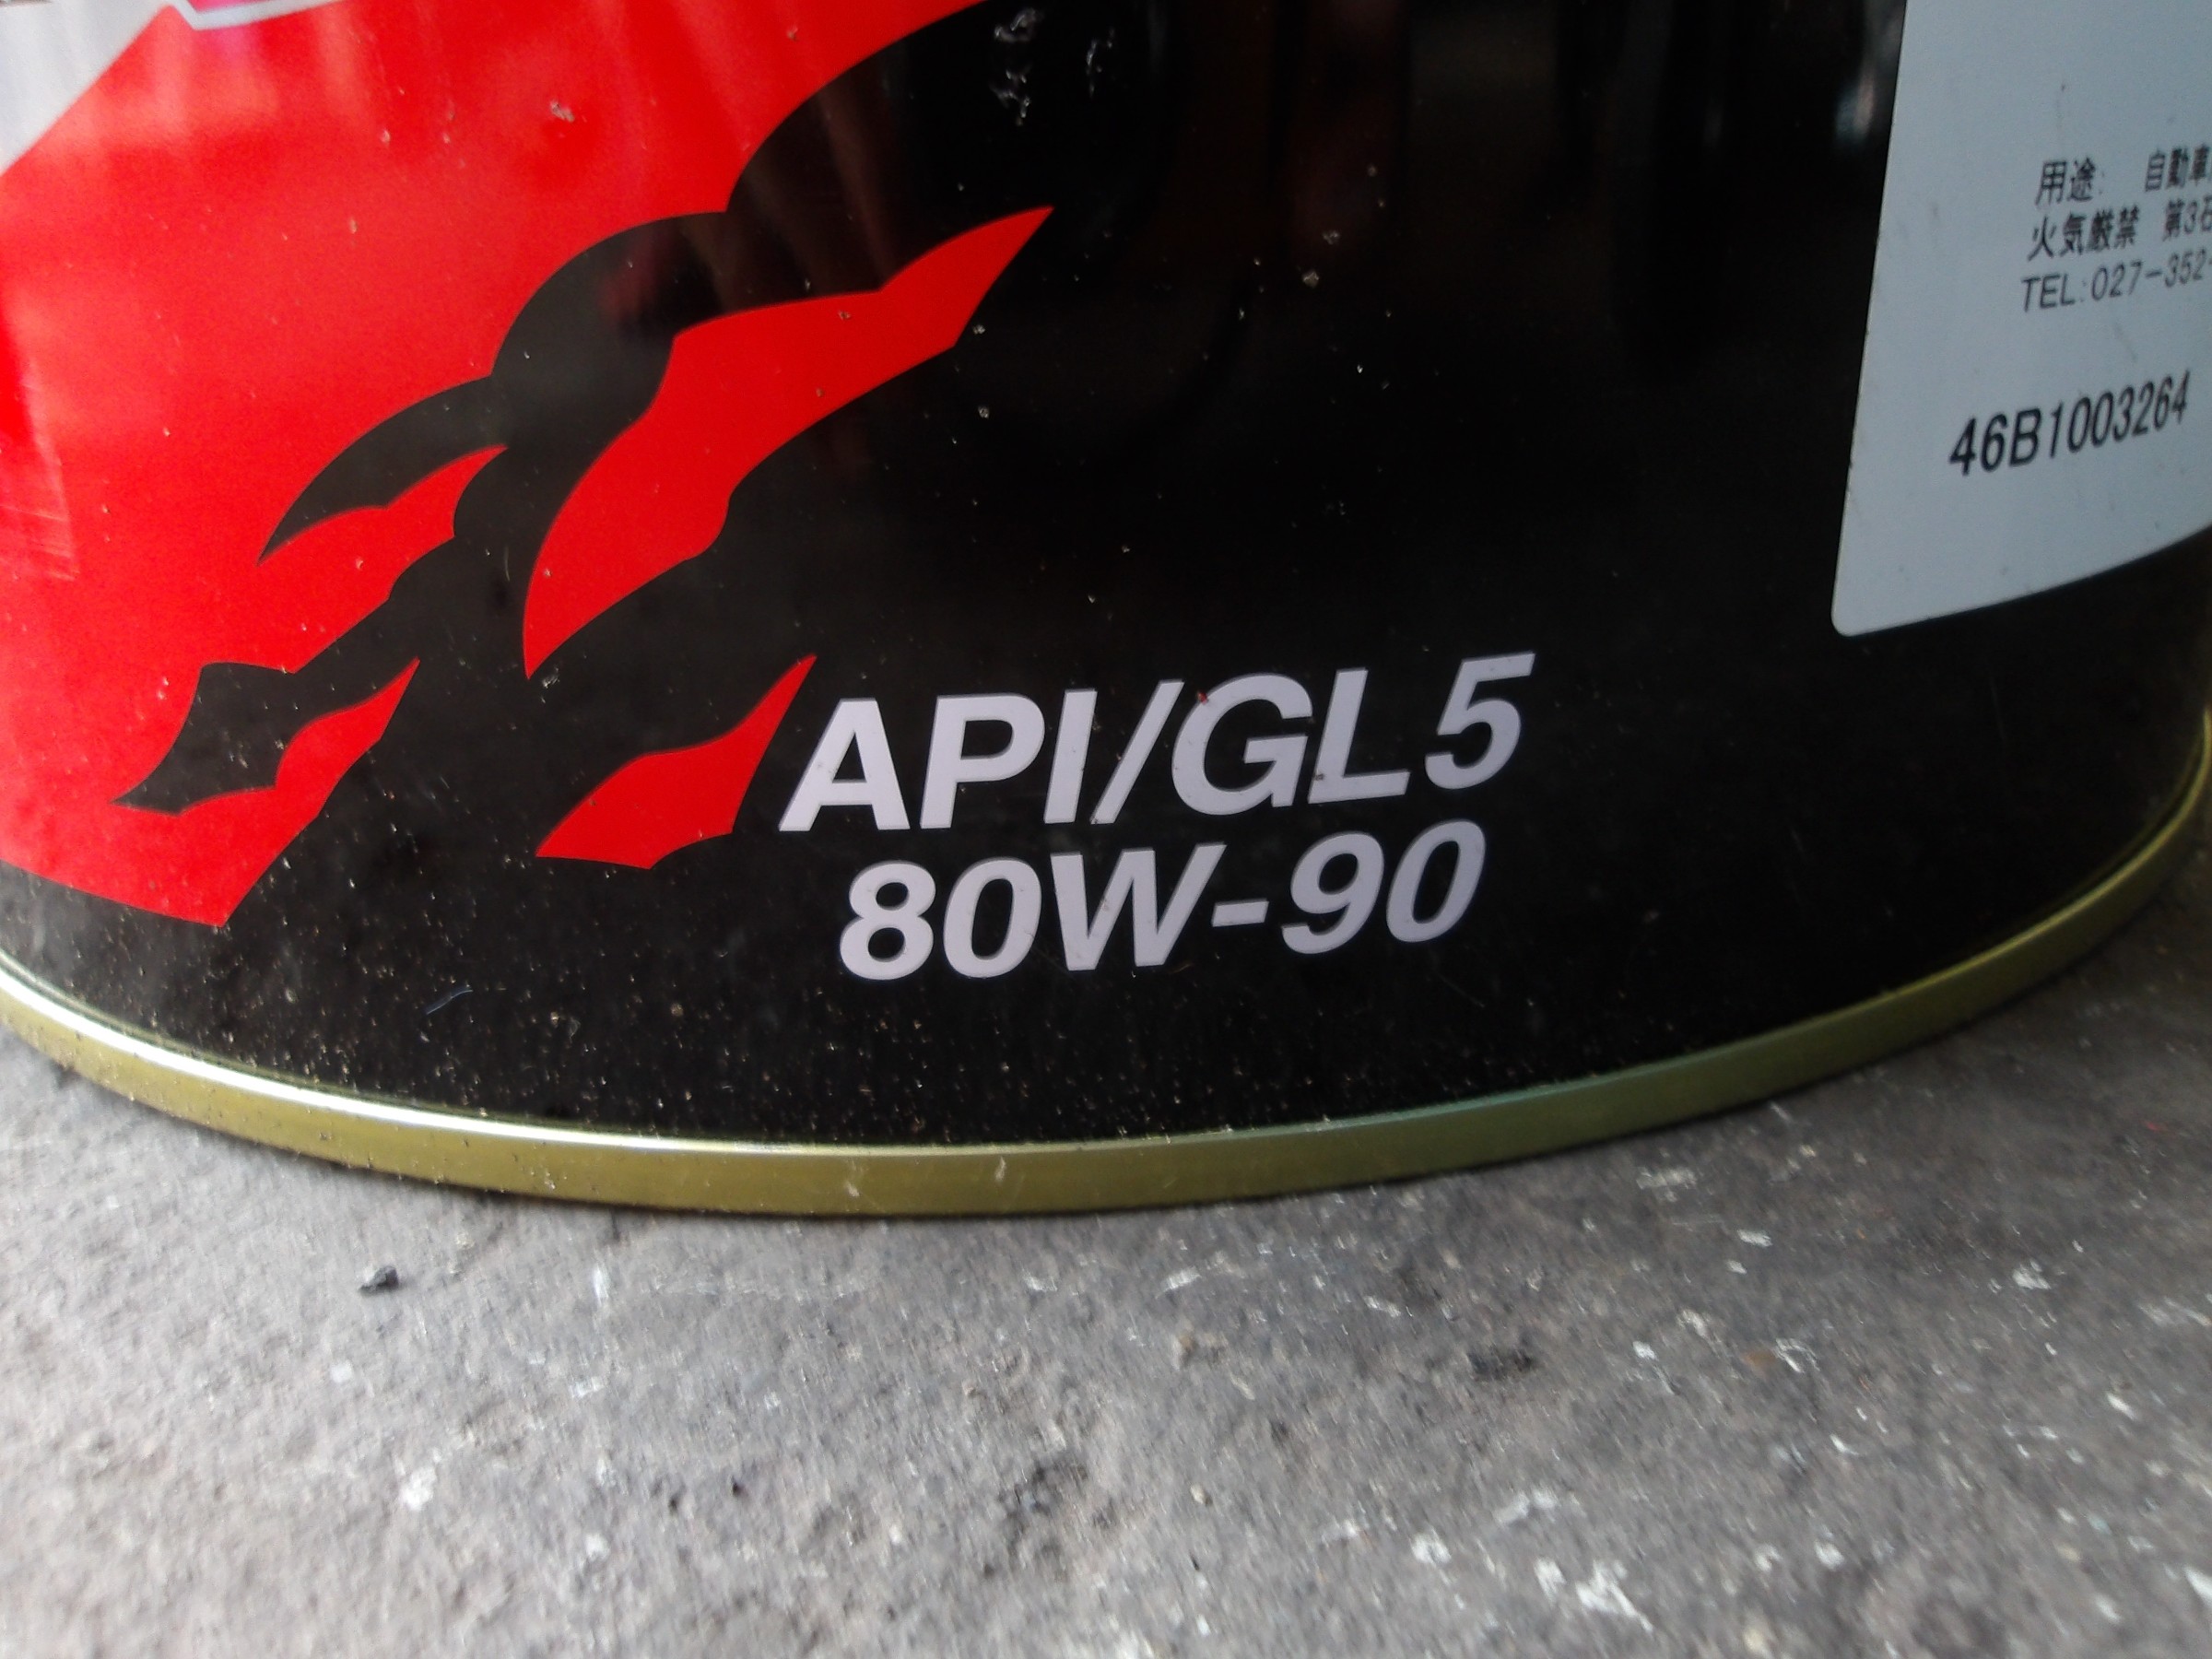 API/GL5
80W-90
用途: 自動車
火気厳禁 第3石
TEL:027-352-
46B1003264